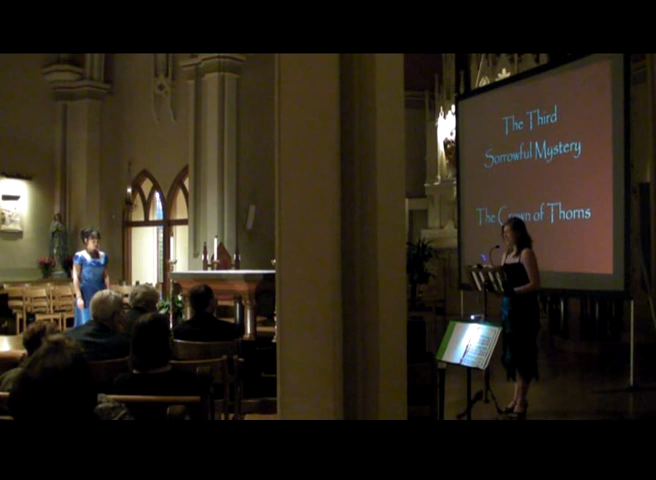 The Third
Sorrowful Mystery
The Crown of Thorns